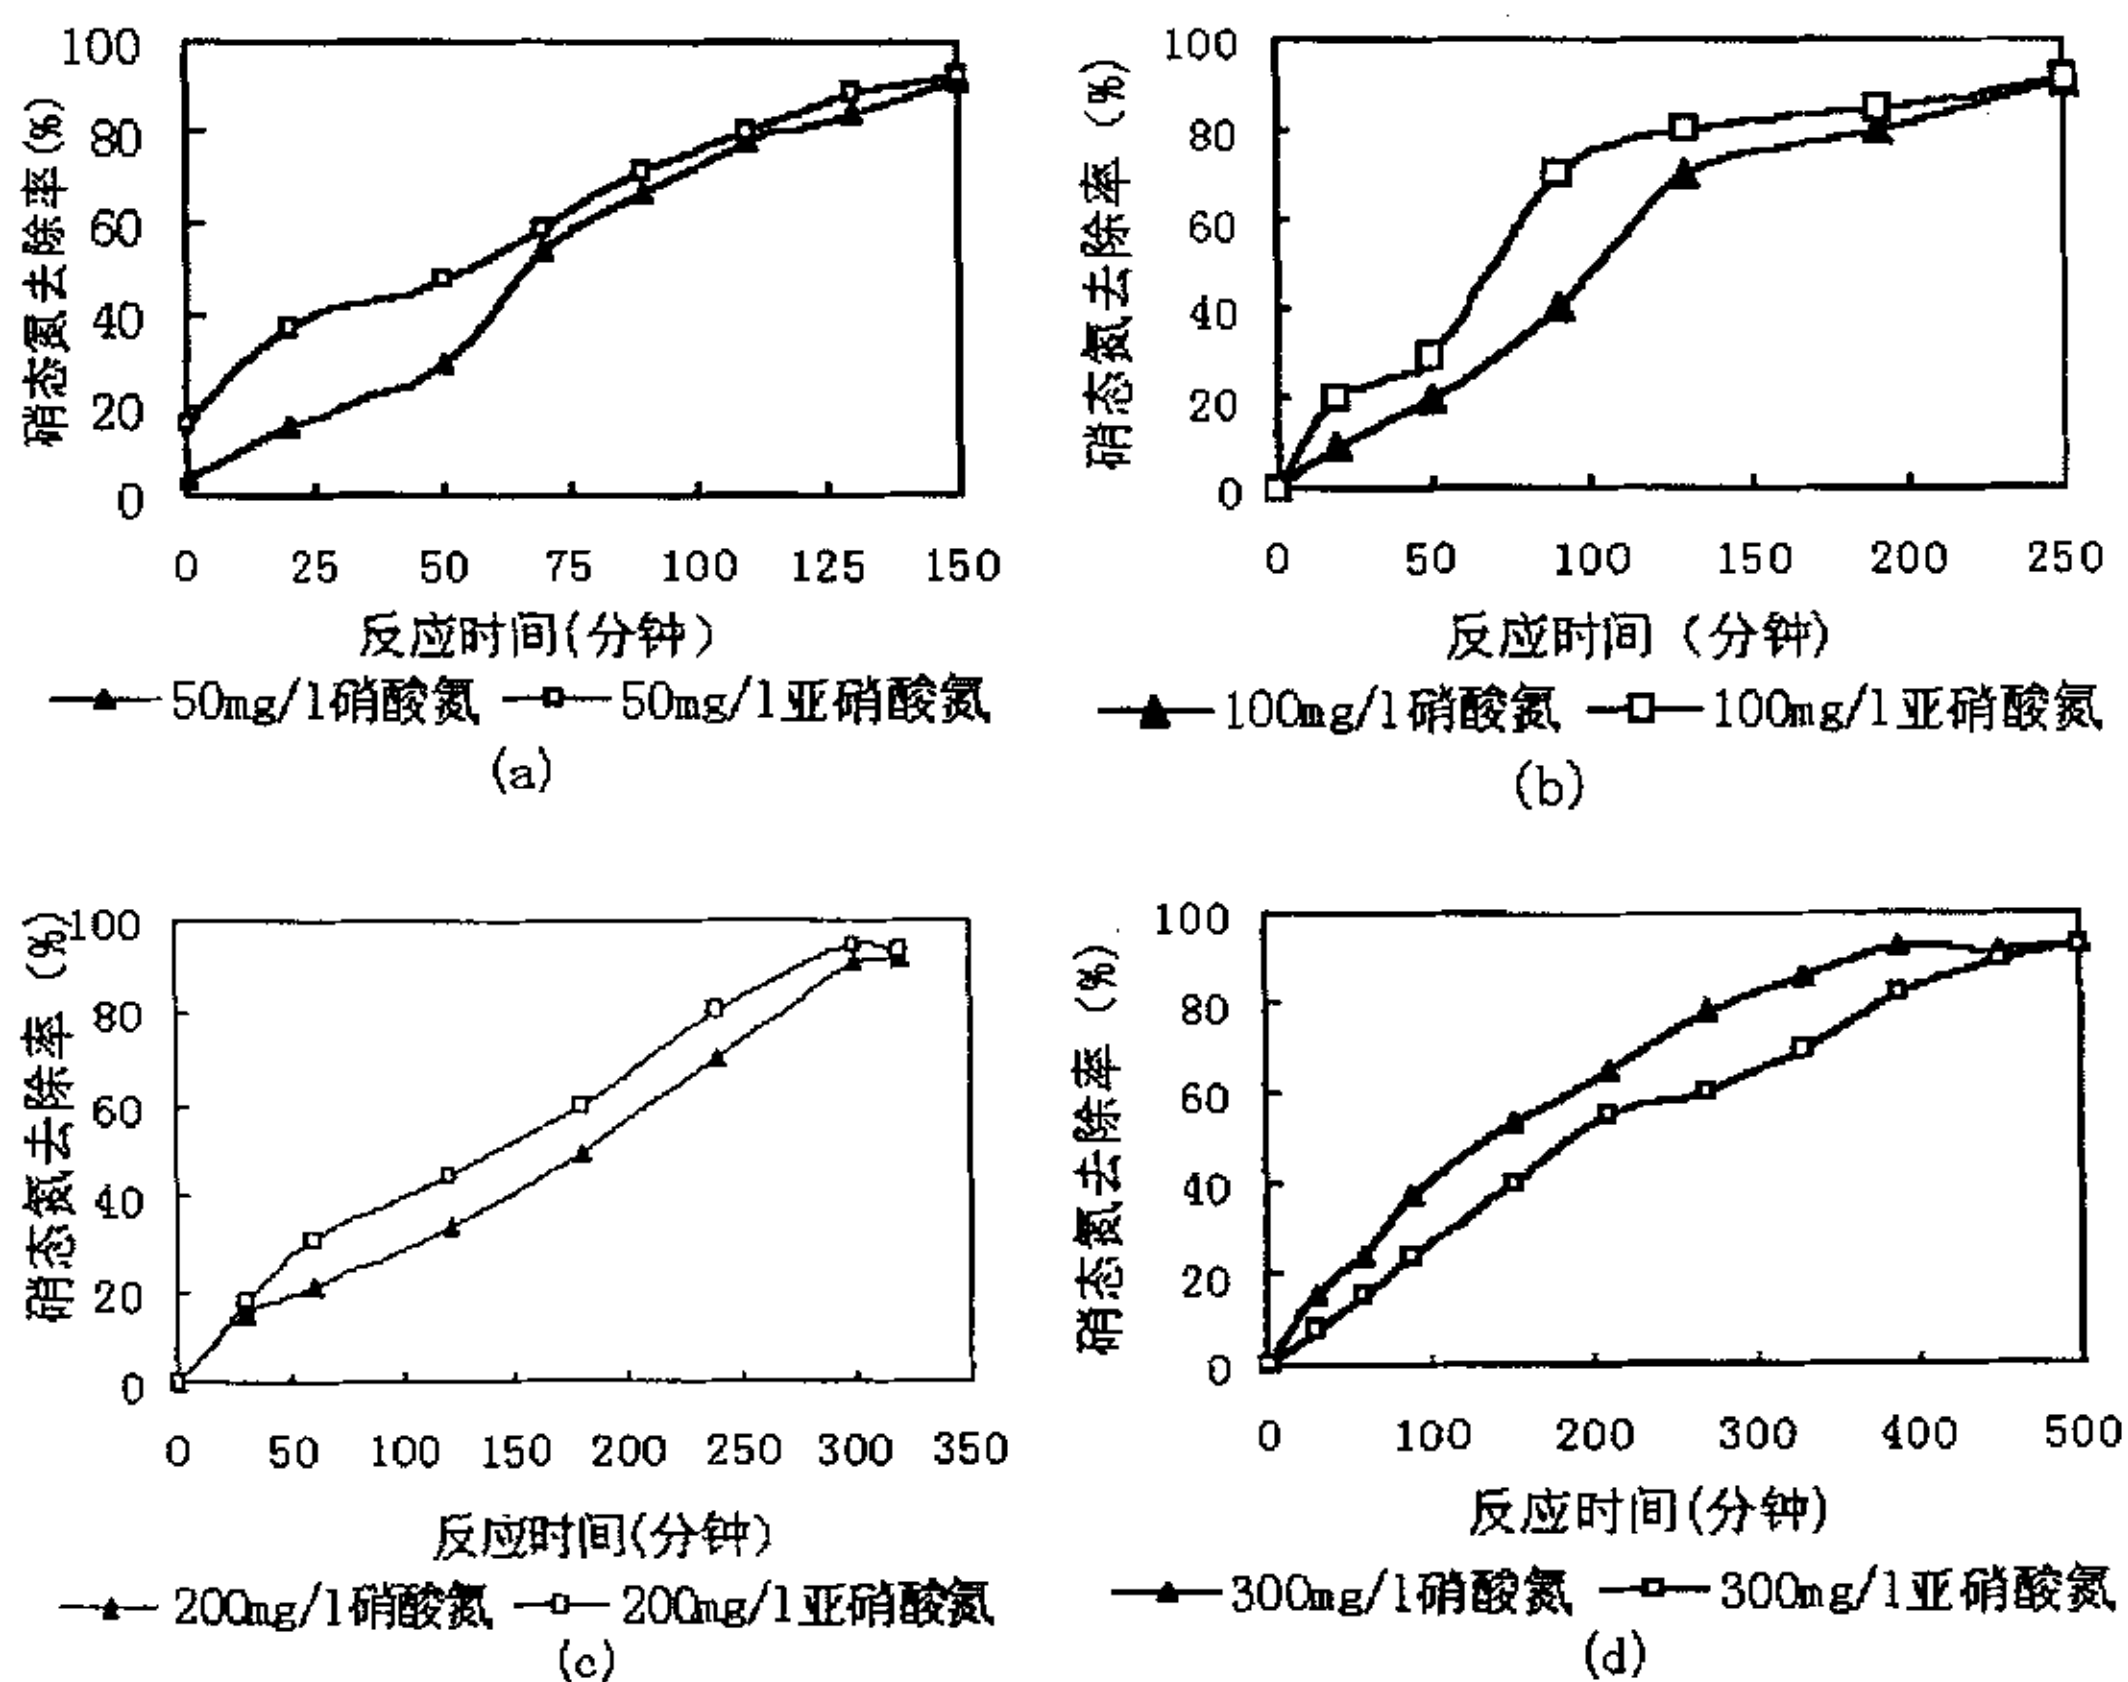 硝态氮去除率(%)
100
80
60
40
20
0
0 25 50 75 100 125 150
反应时间(分钟)
50mg/l硝酸氮 50mg/l亚硝酸氮
(a)
硝态氮去除率(%)
100
80
60
40
20
0
0 50 100 150 200 250
反应时间(分钟)
100mg/l硝酸氮 100mg/l亚硝酸氮
(b)
硝态氮去除率(%)
100
80
60
40
20
0
0 50 100 150 200 250 300 350
反应时间(分钟)
200mg/l硝酸氮 200mg/l亚硝酸氮
(c)
硝态氮去除率(%)
100
80
60
40
20
0
0 100 200 300 400 500
反应时间(分钟)
300mg/l硝酸氮 300mg/l亚硝酸氮
(d)